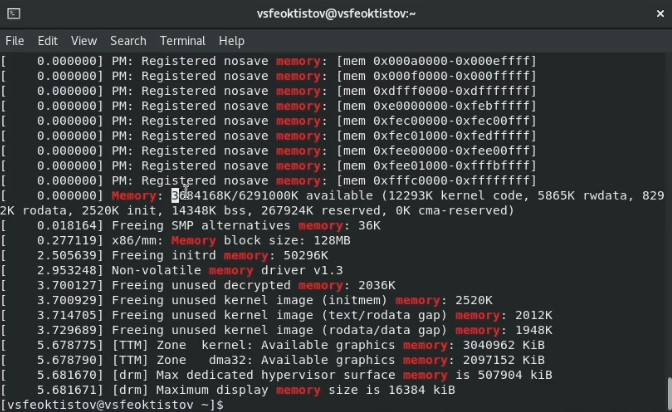 vsfeoktistov@vsfeoktistov:~
File Edit View Search Terminal Help
[    0.000000] PM: Registered nosave memory: [mem 0x000a0000-0x000effff]
[    0.000000] PM: Registered nosave memory: [mem 0x000f0000-0x000fffff]
[    0.000000] PM: Registered nosave memory: [mem 0xdfff0000-0xdfffffff]
[    0.000000] PM: Registered nosave memory: [mem 0xe0000000-0xfebfffff]
[    0.000000] PM: Registered nosave memory: [mem 0xfec00000-0xfec00fff]
[    0.000000] PM: Registered nosave memory: [mem 0xfec01000-0xfedfffff]
[    0.000000] PM: Registered nosave memory: [mem 0xfee00000-0xfee00fff]
[    0.000000] PM: Registered nosave memory: [mem 0xfee01000-0xfffbffff]
[    0.000000] PM: Registered nosave memory: [mem 0xfffc0000-0xffffffff]
[    0.000000] Memory: 3684168K/6291000K available (12293K kernel code, 5865K rwdata, 829
2K rodata, 2520K init, 14348K bss, 267924K reserved, 0K cma-reserved)
[    0.018164] Freeing SMP alternatives memory: 36K
[    0.277119] x86/mm: Memory block size: 128MB
[    2.505639] Freeing initrd memory: 50296K
[    2.953248] Non-volatile memory driver v1.3
[    3.700127] Freeing unused decrypted memory: 2036K
[    3.700929] Freeing unused kernel image (initmem) memory: 2520K
[    3.714705] Freeing unused kernel image (text/rodata gap) memory: 2012K
[    3.729689] Freeing unused kernel image (rodata/data gap) memory: 1948K
[    5.678775] [TTM] Zone  kernel: Available graphics memory: 3040962 KiB
[    5.678790] [TTM] Zone   dma32: Available graphics memory: 2097152 KiB
[    5.681670] [drm] Max dedicated hypervisor surface memory is 507904 kiB
[    5.681671] [drm] Maximum display memory size is 16384 kiB
[vsfeoktistov@vsfeoktistov ~]$